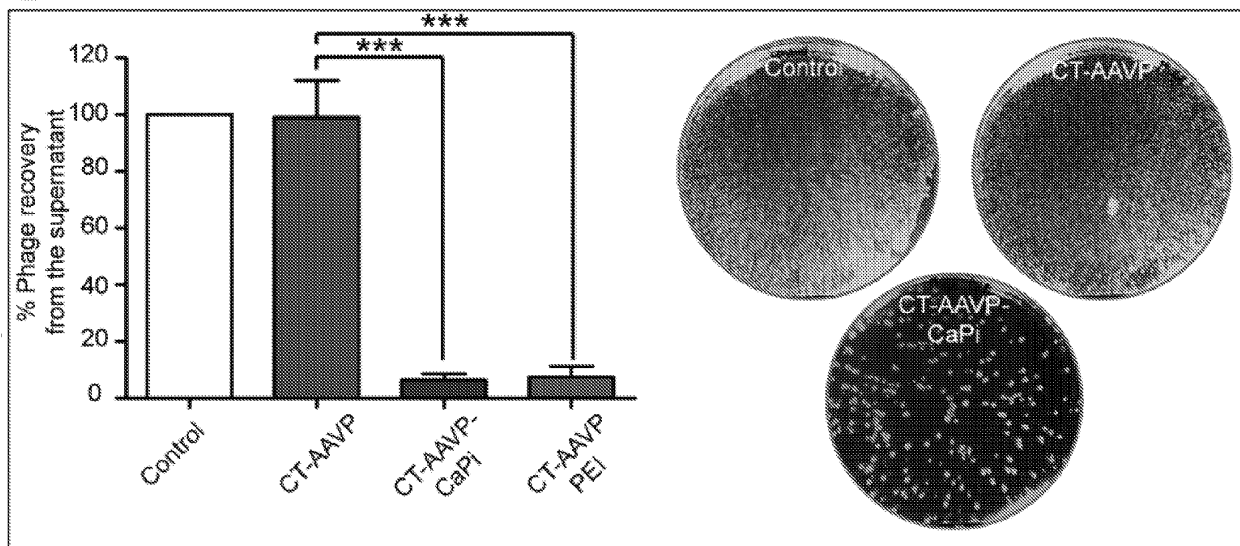 ***
***
120
100
80
60
40
20
0
% Phage recovery
from the supernatant
Control
CT-AAVP
CT-AAVP-
CaPi
CT-AAVP
PEI
Control
CT-AAVP
CT-AAVP-
CaPi